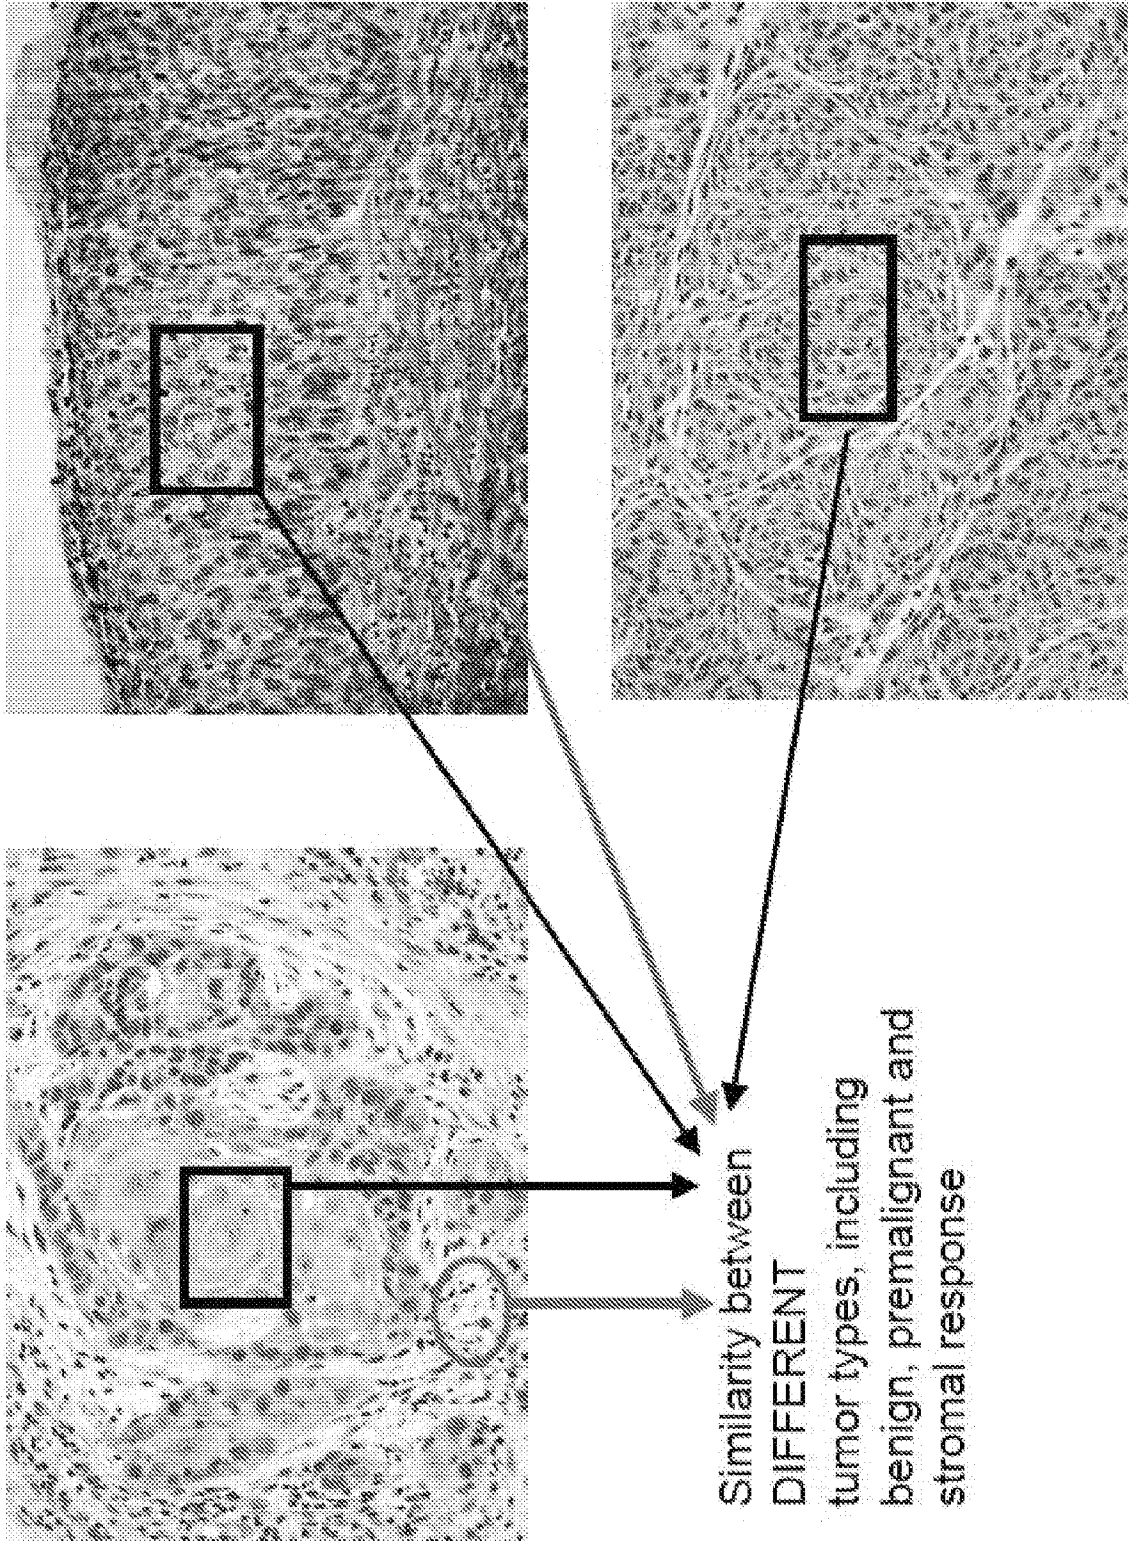 Similarity between
DIFFERENT
tumor types, including
benign, premalignant and
stromal response